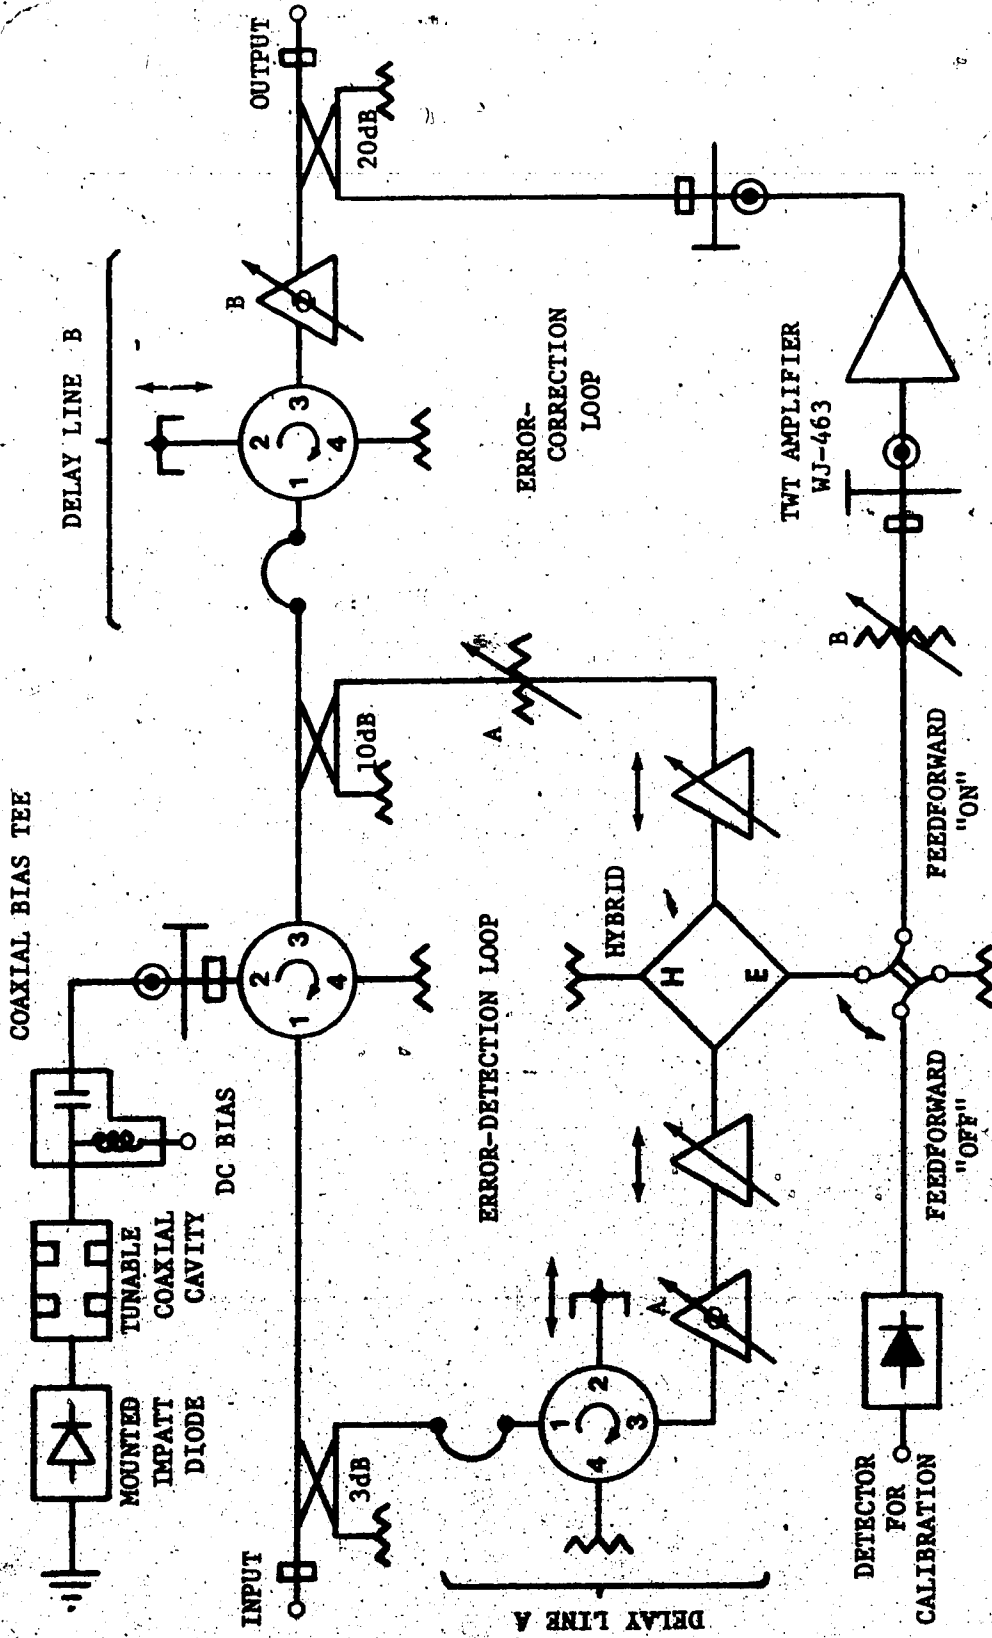 COAXIAL BIAS TEE
MOUNTED
IMPATT
DIODE
TUNABLE
COAXIAL
CAVITY
DC BIAS
DELAY LINE B
INPUT
3dB
1
2
3
4
10dB
1
2
3
4
B
20dB
OUTPUT
DELAY LINE A
1
2
3
4
A
ERROR-DETECTION LOOP
HYBRID
H
E
A
ERROR-
CORRECTION
LOOP
DETECTOR
FOR
CALIBRATION
FEEDFORWARD
"OFF"
FEEDFORWARD
"ON"
B
TWT AMPLIFIER
WJ-463